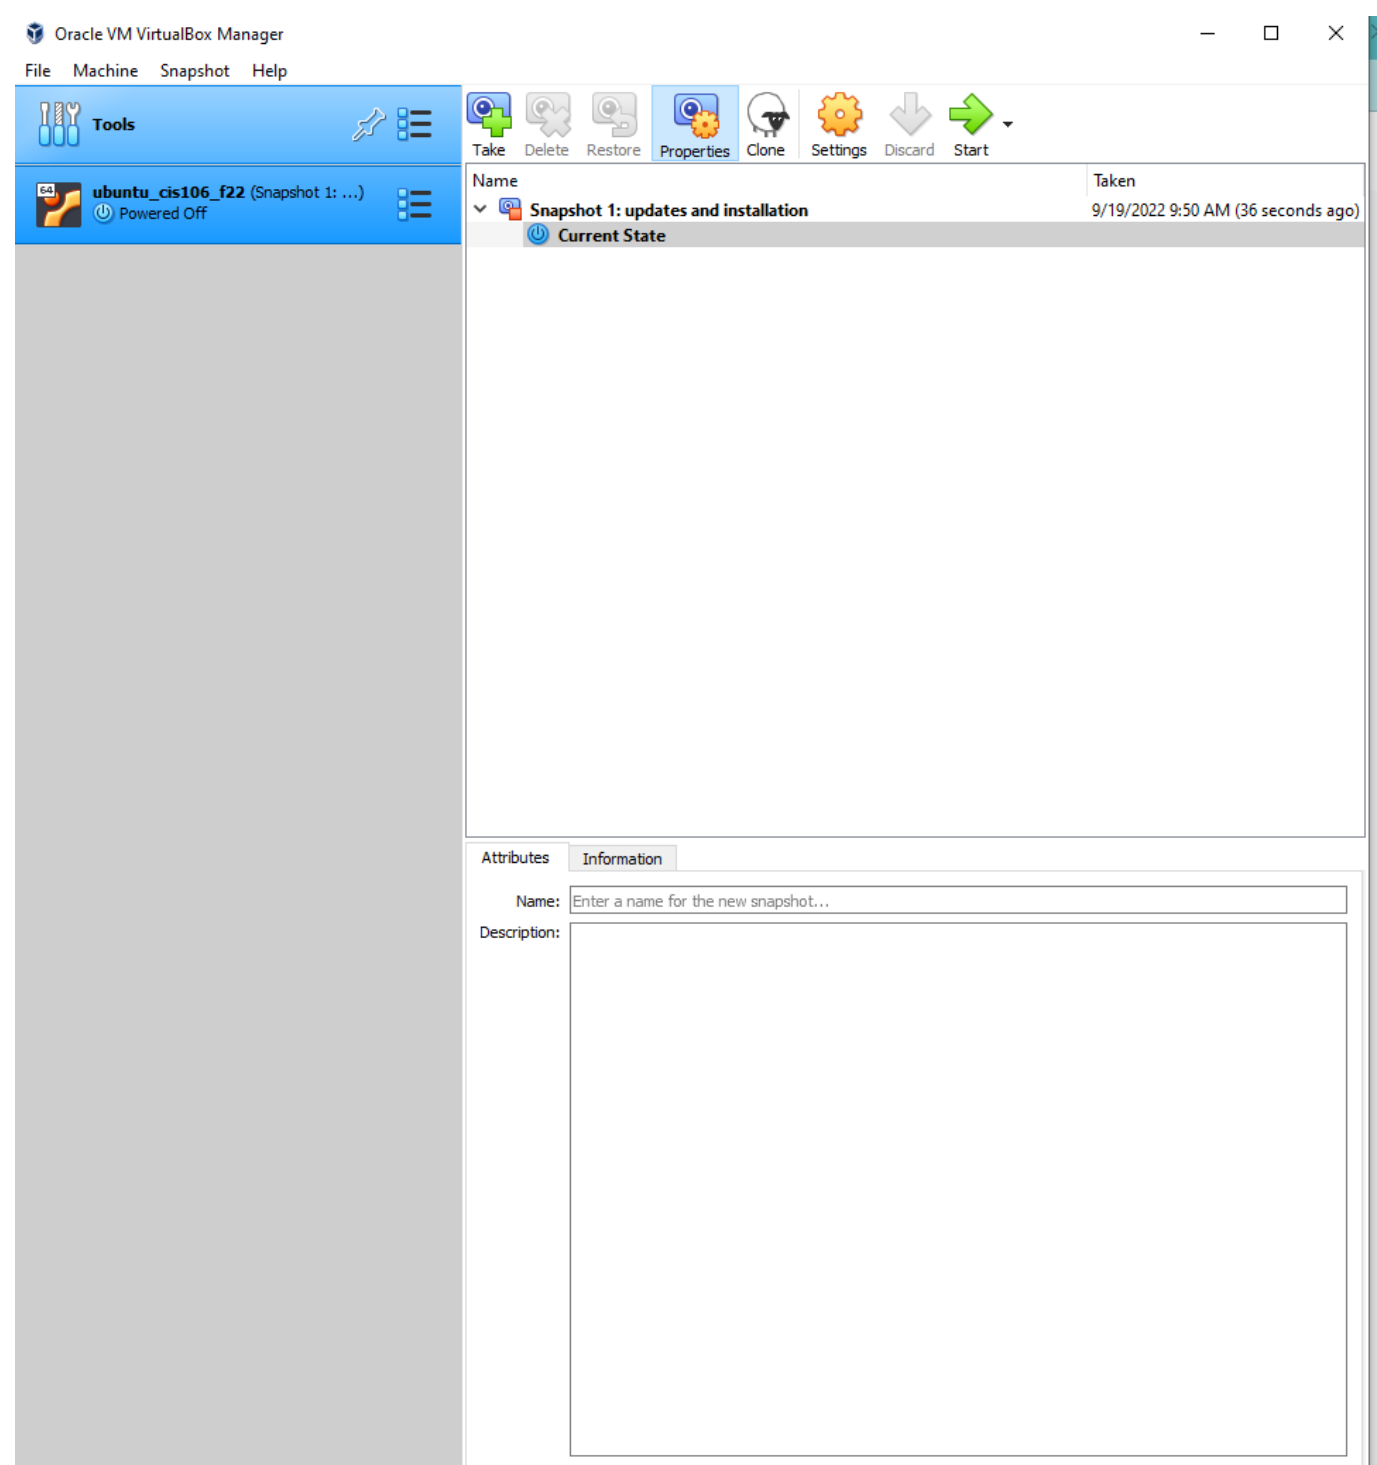 Oracle VM VirtualBox Manager
File Machine Snapshot Help
Tools
64
ubuntu_cis106_f22 (Snapshot 1: ...)
Powered Off
Take Delete Restore Properties Clone Settings Discard Start
Name Taken
Snapshot 1: updates and installation 9/19/2022 9:50 AM (36 seconds ago)
Current State
Attributes Information
Name: Enter a name for the new snapshot...
Description: